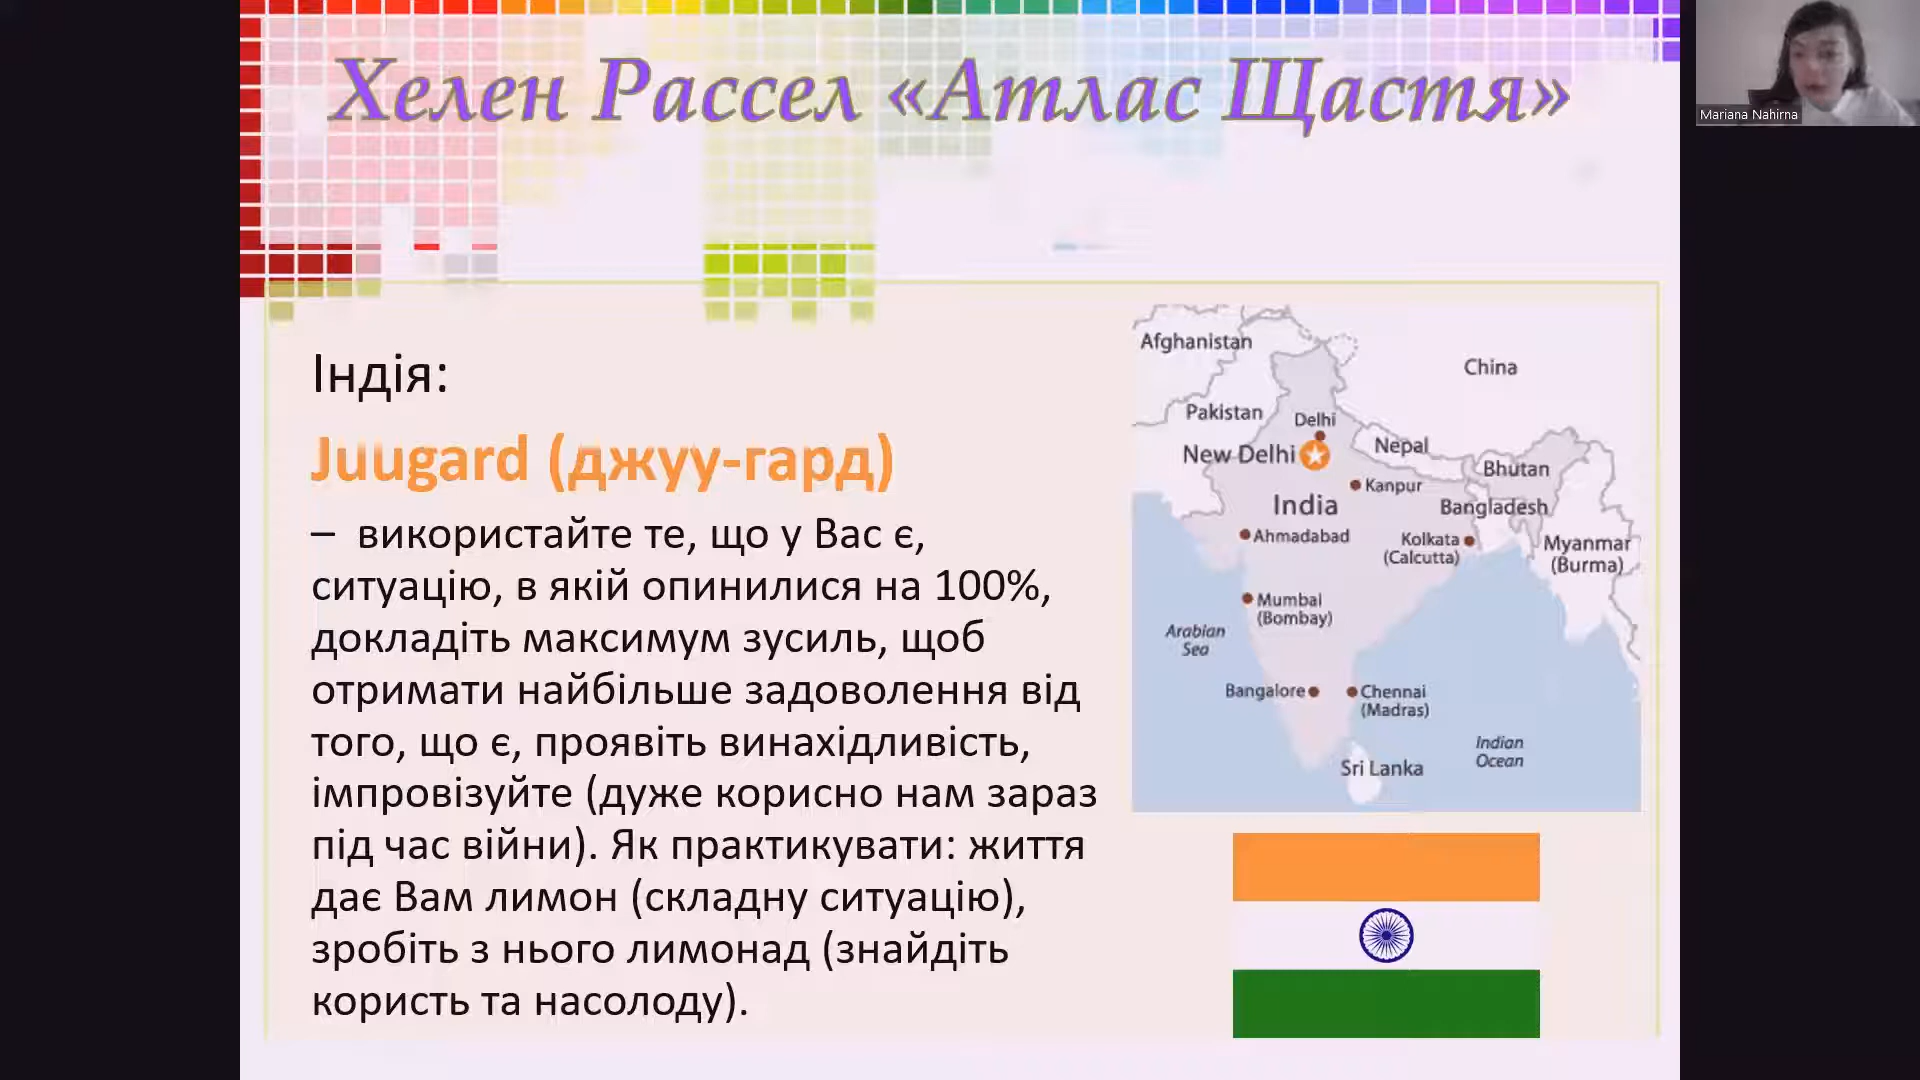 Хелен Рассел «Атлас Щастя»
Mariana Nahirna
Індія:
Juugard (джуу-гард)
– використайте те, що у Вас є,
ситуацію, в якій опинилися на 100%,
докладіть максимум зусиль, щоб
отримати найбільше задоволення від
того, що є, проявіть винахідливість,
імпровізуйте (дуже корисно нам зараз
під час війни). Як практикувати: життя
дає Вам лимон (складну ситуацію),
зробіть з нього лимонад (знайдіть
користь та насолоду).
Afghanistan
China
Pakistan
Delhi
New Delhi
Nepal
Bhutan
Kanpur
India
Bangladesh
Ahmadabad
Kolkata
(Calcutta)
Myanmar
(Burma)
Mumbai
(Bombay)
Arabian
Sea
Bangalore
Chennai
(Madras)
Indian
Ocean
Sri Lanka